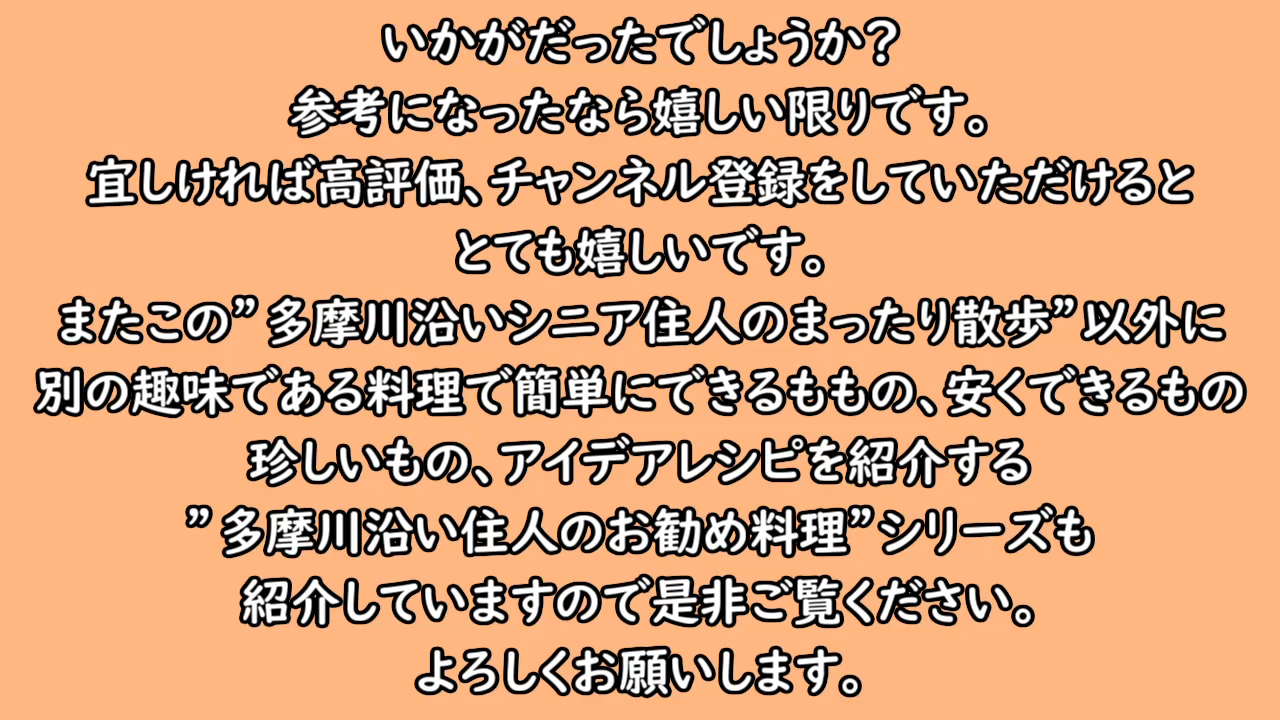 いかがだったでしょうか？
参考になったなら嬉しい限りです。
宜しければ高評価、チャンネル登録をしていただけると
とても嬉しいです。
またこの”多摩川沿いシニア住人のまったり散歩”以外に
別の趣味である料理で簡単にできるももの、安くできるもの
珍しいもの、アイデアレシピを紹介する
”多摩川沿い住人のお勧め料理”シリーズも
紹介していますので是非ご覧ください。
よろしくお願いします。